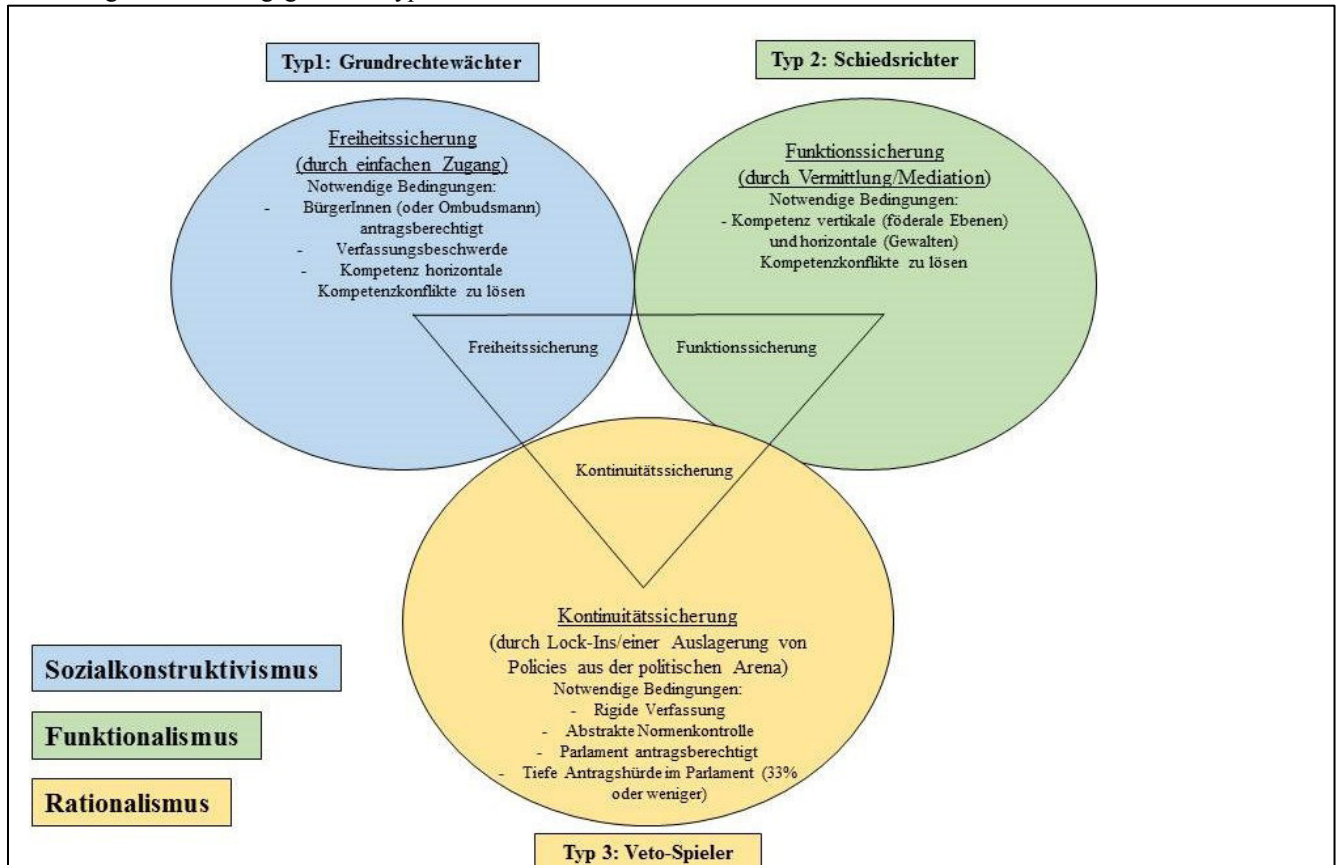 Typ1: Grundrechtewächter
Typ 2: Schiedsrichter
Freiheitssicherung
(durch einfachen Zugang)
Notwendige Bedingungen:
- BürgerInnen (oder Ombudsmann)
antragsberechtigt
- Verfassungsbeschwerde
- Kompetenz horizontale
Kompetenzkonflikte zu lösen
Funktionssicherung
(durch Vermittlung/Mediation)
Notwendige Bedingungen:
- Kompetenz vertikale (föderale Ebenen)
und horizontale (Gewalten)
Kompetenzkonflikte zu lösen
Freiheitssicherung
Funktionssicherung
Kontinuitätssicherung
Kontinuitätssicherung
(durch Lock-Ins/einer Auslagerung von
Policies aus der politischen Arena)
Notwendige Bedingungen:
- Rigide Verfassung
- Abstrakte Normenkontrolle
- Parlament antragsberechtigt
- Tiefe Antragshürde im Parlament (33%
oder weniger)
Sozialkonstruktivismus
Funktionalismus
Rationalismus
Typ 3: Veto-Spieler